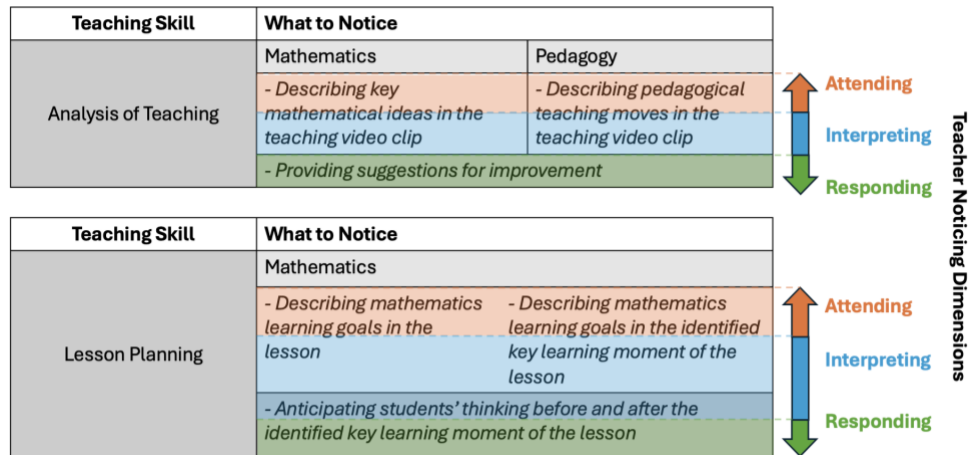 Teaching Skill
What to Notice
Mathematics
Pedagogy
Analysis of Teaching
- Describing key
mathematical ideas in the
teaching video clip
- Describing pedagogical
teaching moves in the
teaching video clip
- Providing suggestions for improvement
Attending
Interpreting
Responding
Teaching Skill
What to Notice
Mathematics
Lesson Planning
- Describing mathematics
learning goals in the
lesson
- Describing mathematics
learning goals in the identified
key learning moment of the
lesson
- Anticipating students' thinking before and after the
identified key learning moment of the lesson
Attending
Interpreting
Responding
Teacher Noticing Dimensions